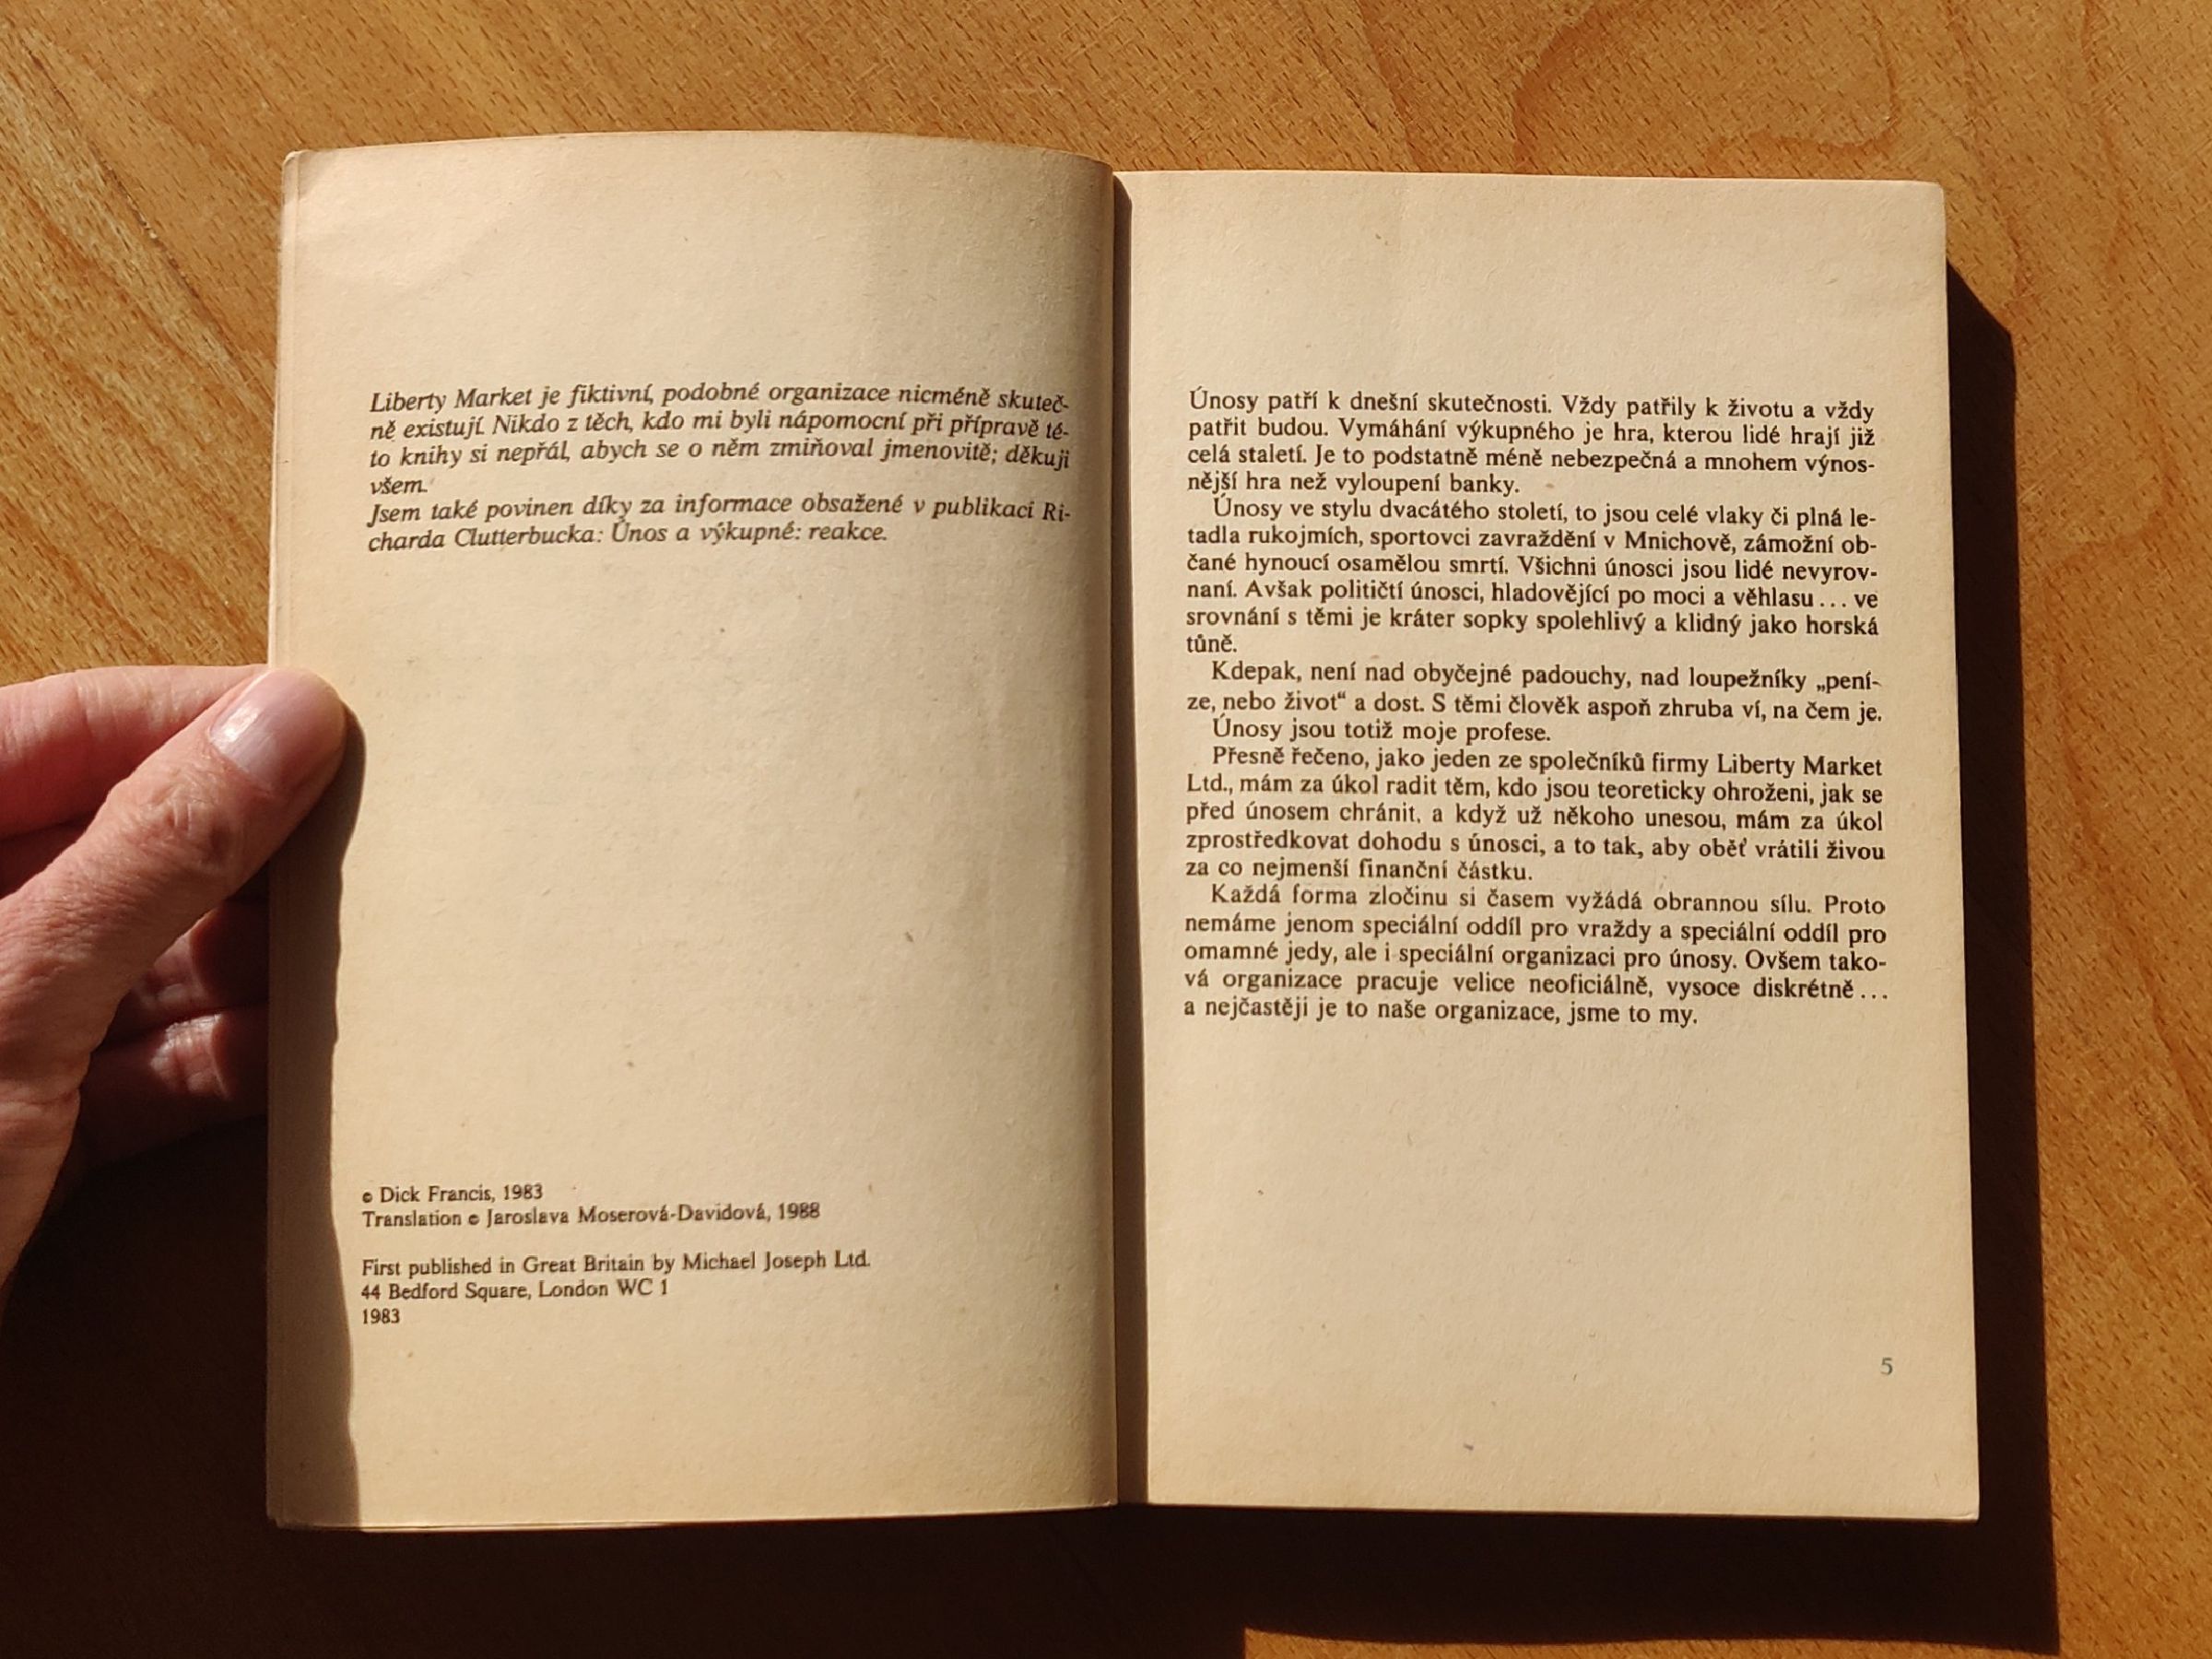 Liberty Market je fiktivní, podobné organizace nicméně skuteč-
ně existují. Nikdo z těch, kdo mi byli nápomocní při přípravě té-
to knihy si nepřál, abych se o něm zmiňoval jmenovitě; děkuji
všem.
Jsem také povinen díky za informace obsažené v publikaci Ri-
charda Clutterbucka: Únos a výkupné: reakce.
© Dick Francis, 1983
Translation © Jaroslava Moserová-Davidová, 1988
First published in Great Britain by Michael Joseph Ltd.
44 Bedford Square, London WC 1
1983
Únosy patří k dnešní skutečnosti. Vždy patřily k životu a vždy
patřit budou. Vymáhání výkupného je hra, kterou lidé hrají již
celá staletí. Je to podstatně méně nebezpečná a mnohem výnos-
nější hra než vyloupení banky.
Únosy ve stylu dvacátého století, to jsou celé vlaky či plná le-
tadla rukojmích, sportovci zavraždění v Mnichově, zámožní ob-
čané hynoucí osamělou smrtí. Všichni únosci jsou lidé nevyrov-
naní. Avšak političtí únosci, hladovějící po moci a věhlasu... ve
srovnání s těmi je kráter sopky spolehlivý a klidný jako horská
tůně.
Kdepak, není nad obyčejné padouchy, nad loupežníky „pení-
ze, nebo život“ a dost. S těmi člověk aspoň zhruba ví, na čem je.
Únosy jsou totiž moje profese.
Přesně řečeno, jako jeden ze společníků firmy Liberty Market
Ltd., mám za úkol radit těm, kdo jsou teoreticky ohroženi, jak se
před únosem chránit, a když už někoho unesou, mám za úkol
zprostředkovat dohodu s únosci, a to tak, aby oběť vrátili živou
za co nejmenší finanční částku.
Každá forma zločinu si časem vyžádá obrannou sílu. Proto
nemáme jenom speciální oddíl pro vraždy a speciální oddíl pro
omamné jedy, ale i speciální organizaci pro únosy. Ovšem tako-
vá organizace pracuje velice neoficiálně, vysoce diskrétně...
a nejčastěji je to naše organizace, jsme to my.
5